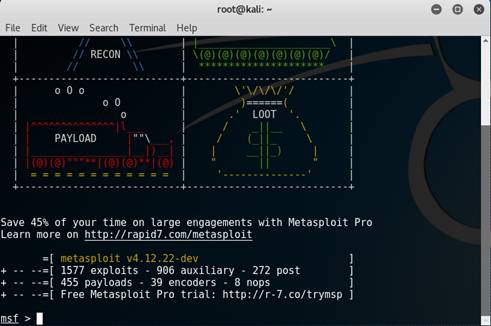 root@kali: ~
File Edit View Search Terminal Help
RECON
LOOT
PAYLOAD
Save 45% of your time on large engagements with Metasploit Pro
Learn more on http://rapid7.com/metasploit
=[ metasploit v4.12.22-dev ]
+ -- --=[ 1577 exploits - 906 auxiliary - 272 post ]
+ -- --=[ 455 payloads - 39 encoders - 8 nops ]
+ -- --=[ Free Metasploit Pro trial: http://r-7.co/trymsp ]
msf >